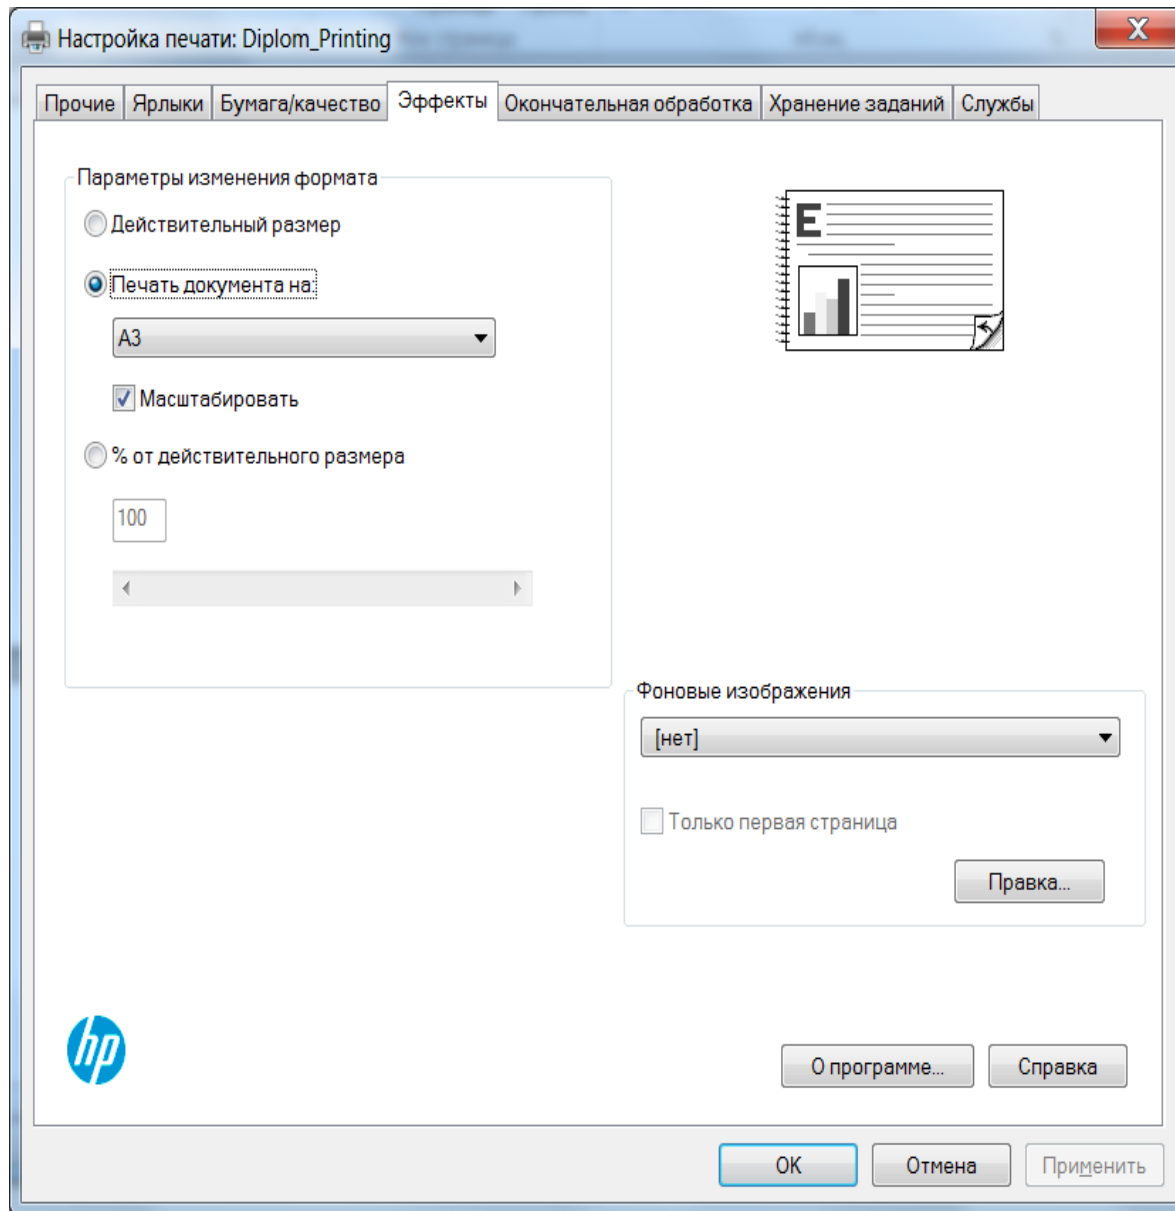 Настройка печати: Diplom_Printing
X
Прочие Ярлыки Бумага/качество Эффекты Окончательная обработка Хранение заданий Службы
Параметры изменения формата
Действительный размер
Печать документа на:
A3
Масштабировать
% от действительного размера
100
E
Фоновые изображения
[нет]
Только первая страница
Правка...
hp
О программе...
Справка
OK
Отмена
Применить